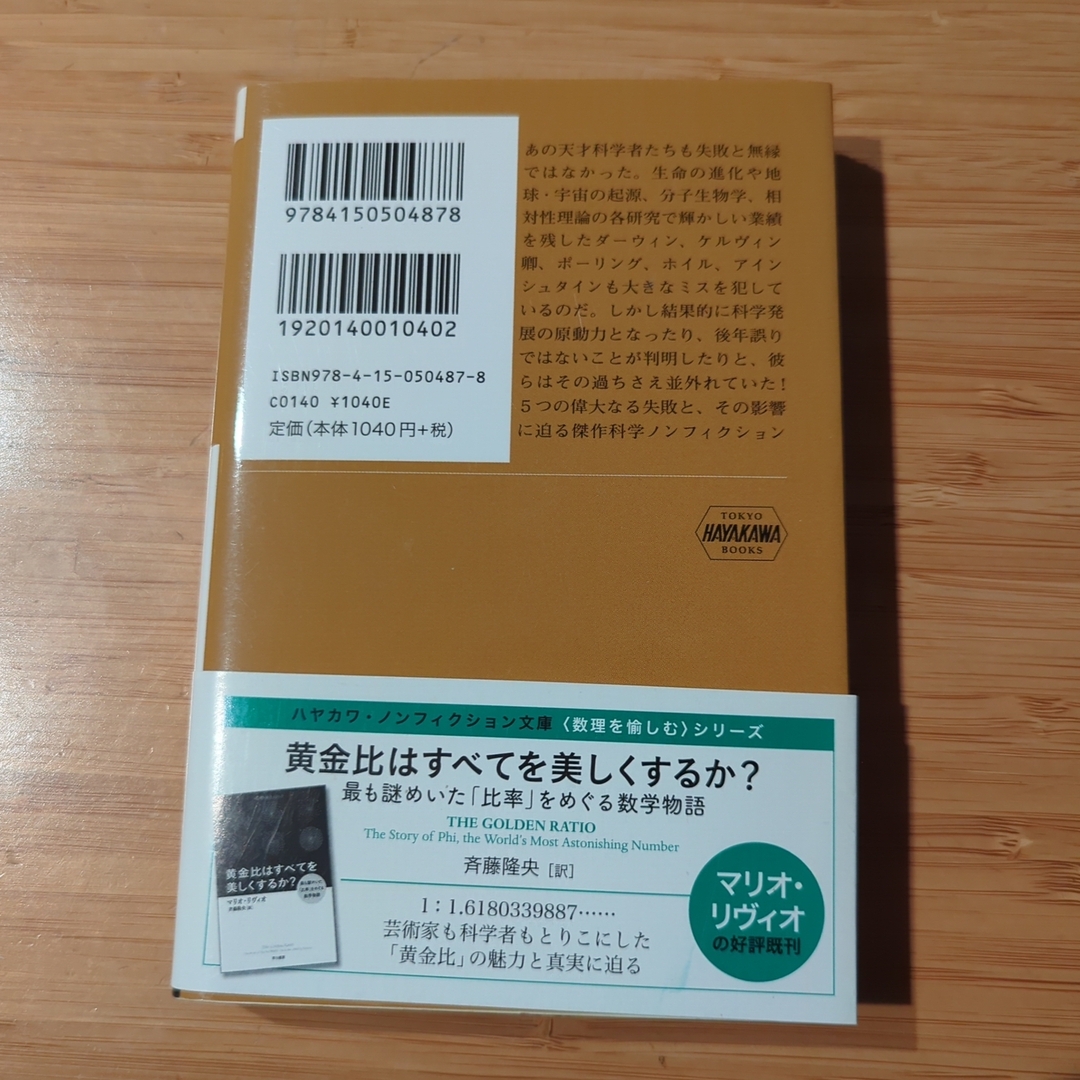 9784150504878
1920140010402
ISBN978-4-15-050487-8
C0140 ¥1040E
定価(本体1040円+税)
あの天才科学者たちも失敗と無縁
ではなかった。生命の進化や地
球・宇宙の起源、分子生物学、相
対性理論の各研究で輝かしい業績
を残したダーウィン、ケルヴィン
卿、ポーリング、ホイル、アイン
シュタインも大きなミスを犯して
いるのだ。しかし結果的に科学発
展の原動力となったり、後年誤り
ではないことが判明したりと、彼
らはその過ちさえ並外れていた!
5つの偉大なる失敗と、その影響
に迫る傑作科学ノンフィクション
TOKYO
HAYAKAWA
BOOKS
ハヤカワ・ノンフィクション文庫〈数理を愉しむ〉シリーズ
黄金比はすべてを美しくするか?
最も謎めいた「比率」をめぐる数学物語
THE GOLDEN RATIO
The Story of Phi, the World's Most Astonishing Number
斉藤隆央[訳]
1:1.6180339887……
芸術家も科学者もとりこにした
「黄金比」の魅力と真実に迫る
黄金比はすべてを
美しくするか?
マリオ・リヴィオ
マリオ・
リヴィオ
の好評既刊